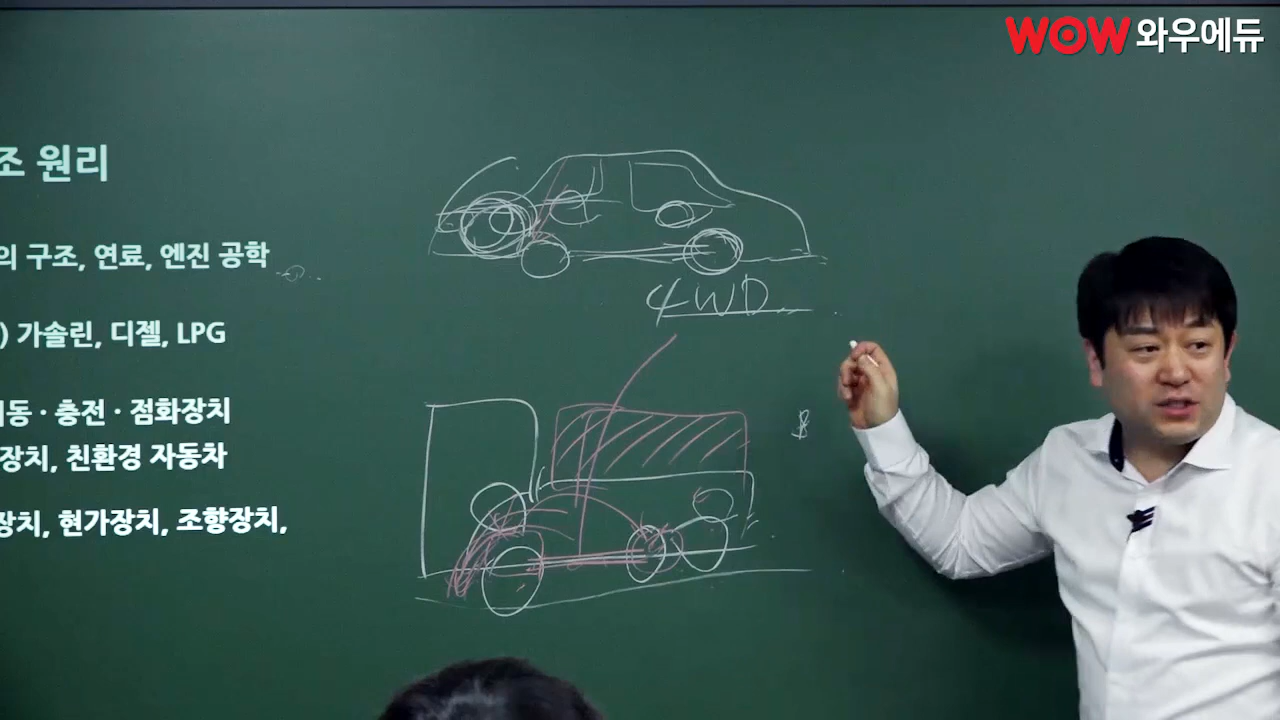 WOW 와우에듀
조 원리
의 구조, 연료, 엔진 공학
) 가솔린, 디젤, LPG
동 · 충전 · 점화장치
장치, 친환경 자동차
장치, 현가장치, 조향장치,
4WD